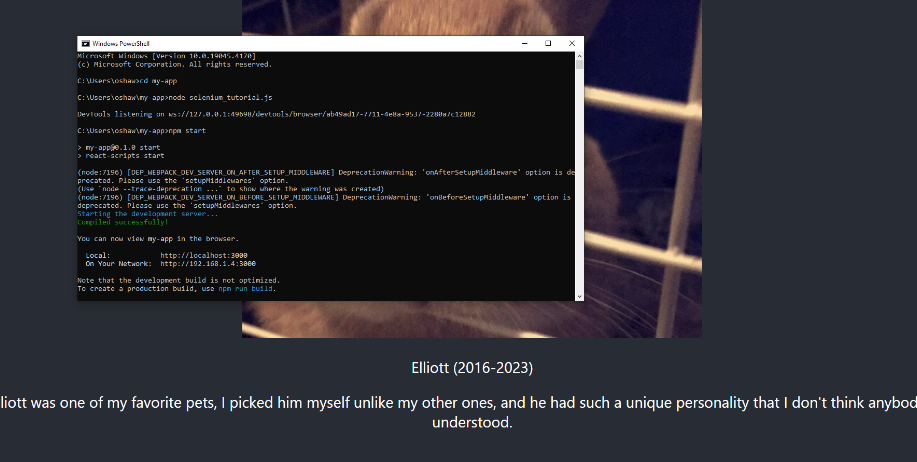 Windows PowerShell
Microsoft Windows [Version 10.0.19045.4170]
(c) Microsoft Corporation. All rights reserved.
C:\Users\oshaw>cd my-app
C:\Users\oshaw\my-app>node selenium_tutorial.js
DevTools listening on ws://127.0.0.1:49698/devtools/browser/ab49ad17-7711-4e8a-9537-2280a7c12882
C:\Users\oshaw\my-app>npm start
> my-app@0.1.0 start
> react-scripts start
(node:7196) [DEP_WEBPACK_DEV_SERVER_ON_AFTER_SETUP_MIDDLEWARE] DeprecationWarning: 'onAfterSetupMiddleware' option is de
precated. Please use the 'setupMiddlewares' option.
(Use `node --trace-deprecation ...` to show where the warning was created)
(node:7196) [DEP_WEBPACK_DEV_SERVER_ON_BEFORE_SETUP_MIDDLEWARE] DeprecationWarning: 'onBeforeSetupMiddleware' option is
deprecated. Please use the 'setupMiddlewares' option.
Starting the development server...
Compiled successfully!
You can now view my-app in the browser.
Local: http://localhost:3000
On Your Network: http://192.168.1.4:3000
Note that the development build is not optimized.
To create a production build, use npm run build.
Elliott (2016-2023)
lliott was one of my favorite pets, I picked him myself unlike my other ones, and he had such a unique personality that I don't think anybod
understood.